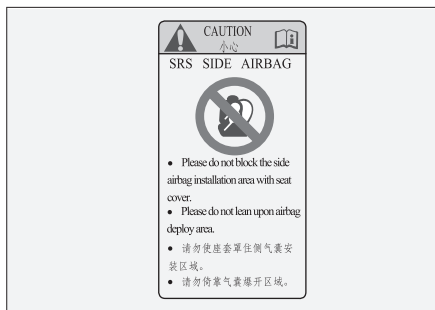 CAUTION
小心
SRS SIDE AIRBAG
• Please do not block the side
airbag installation area with seat
cover.
• Please do not lean upon airbag
deploy area.
• 请勿使座套罩住侧气囊安
装区域。
• 请勿倚靠气囊爆开区域。